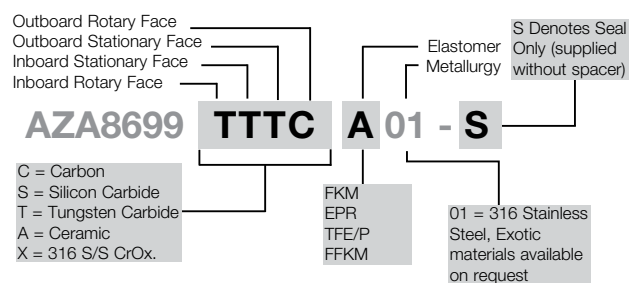 Outboard Rotary Face
Outboard Stationary Face
Inboard Stationary Face
Inboard Rotary Face
Elastomer
Metallurgy
S Denotes Seal
Only (supplied
without spacer)
AZA8699 TTTC A 01 - S
C = Carbon
S = Silicon Carbide
T = Tungsten Carbide
A = Ceramic
X = 316 S/S CrOx.
FKM
EPR
TFE/P
FFKM
01 = 316 Stainless
Steel, Exotic
materials available
on request